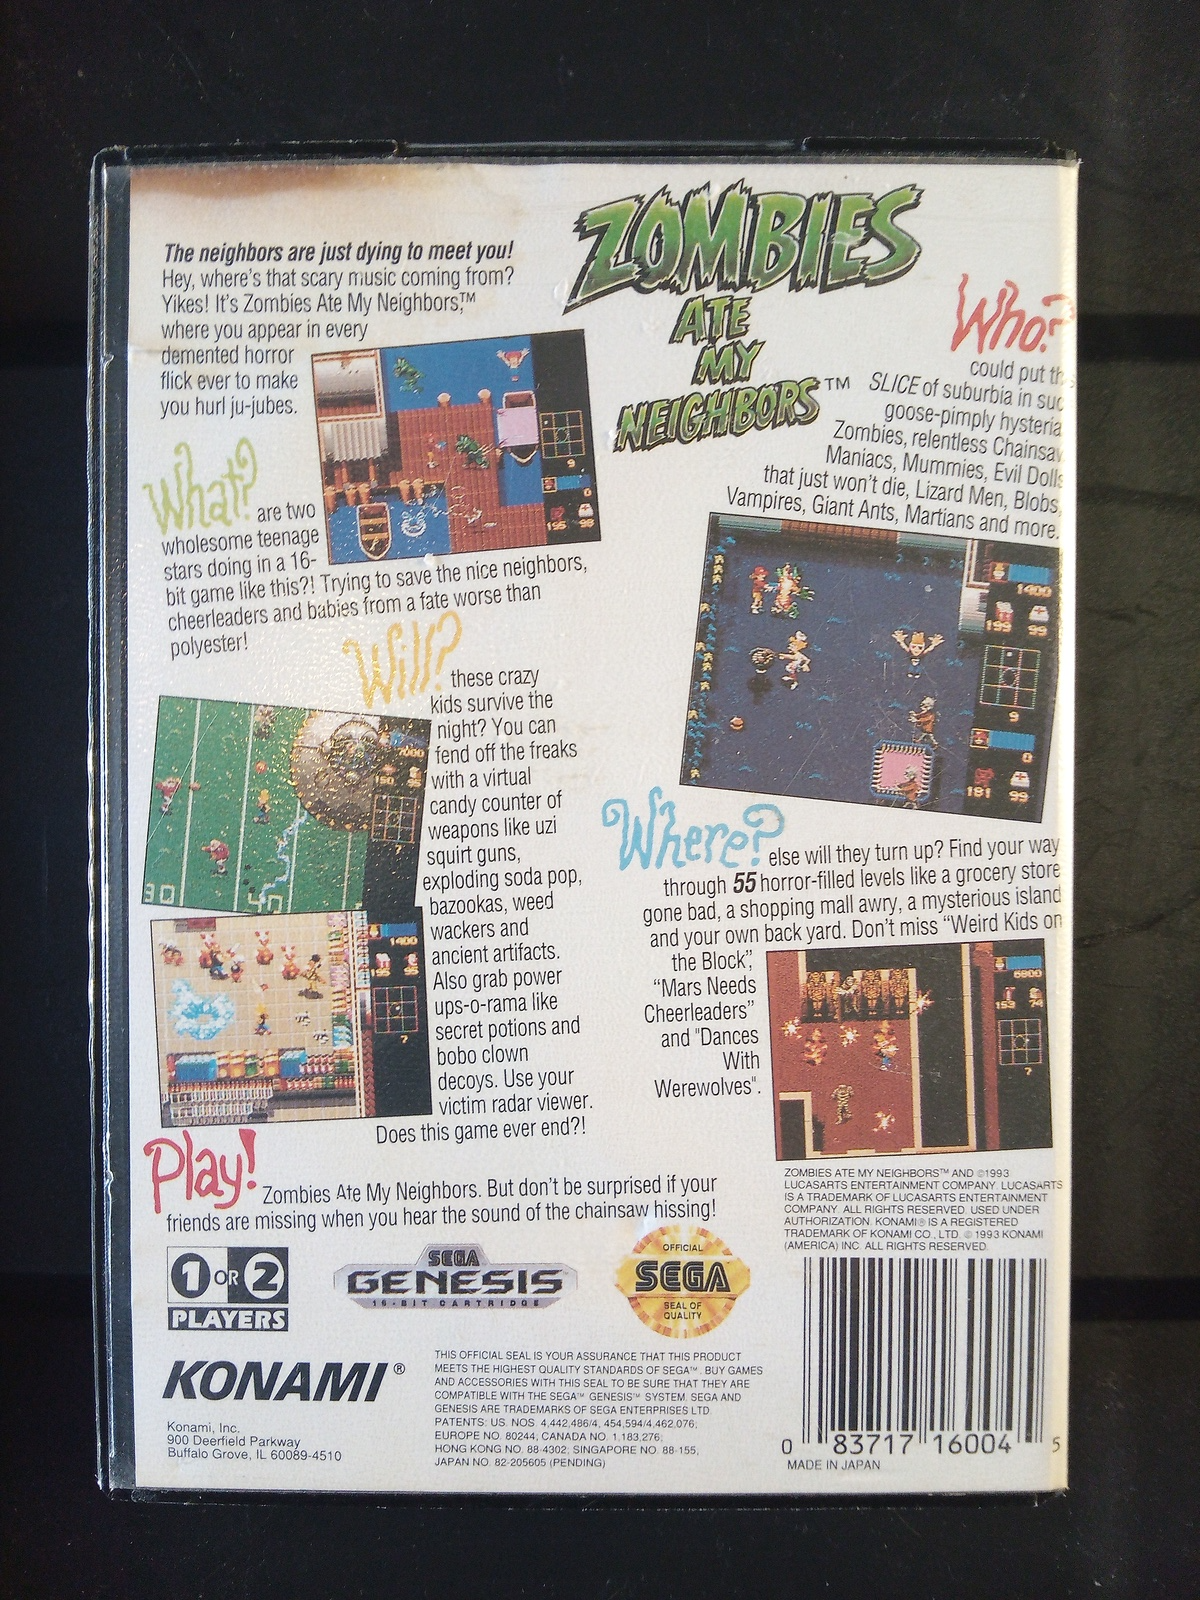 The neighbors are just dying to meet you!
Hey, where's that scary music coming from?
Yikes! It's Zombies Ate My Neighbors,™
where you appear in every
demented horror
flick ever to make
you hurl ju-jubes.
ZOMBIES
ATE
MY
NEIGHBORS™
What? are two
wholesome teenage
stars doing in a 16-
bit game like this?! Trying to save the nice neighbors,
cheerleaders and babies from a fate worse than
polyester!
Who?
could put
SLICE of suburbia in
goose-pimply hysteria
Zombies, relentless
Maniacs, Mummies, Evil Dolls
that just won't die, Lizard Men, Blobs,
Vampires, Giant Ants, Martians and more.
9
0
195 98
1400
199 99
9
0
181 99
Will? these crazy
kids survive the
night? You can
fend off the freaks
with a virtual
candy counter of
weapons like uzi
squirt guns,
exploding soda pop,
bazookas, weed
wackers and
ancient artifacts.
Also grab power
ups-o-rama like
secret potions and
bobo clown
decoys. Use your
victim radar viewer.
Does this game ever end?!
7
30 40
1400
?
Where? else will they turn up? Find your way
through 55 horror-filled levels like a grocery store
gone bad, a shopping mall awry, a mysterious island
and your own back yard. Don't miss "Weird Kids on
the Block",
"Mars Needs
Cheerleaders"
and "Dances
With
Werewolves".
6800
153 74
?
Play! Zombies Ate My Neighbors. But don't be surprised if your
friends are missing when you hear the sound of the chainsaw hissing!
ZOMBIES ATE MY NEIGHBORS™ AND ©1993
LUCASARTS ENTERTAINMENT COMPANY. LUCASARTS
IS A TRADEMARK OF LUCASARTS ENTERTAINMENT
COMPANY. ALL RIGHTS RESERVED. USED UNDER
AUTHORIZATION. KONAMI® IS A REGISTERED
TRADEMARK OF KONAMI CO., LTD. © 1993 KONAMI
(AMERICA) INC. ALL RIGHTS RESERVED.
1 OR 2
PLAYERS
SEGA
GENESIS
16-BIT CARTRIDGE
OFFICIAL
SEGA
SEAL OF
QUALITY
KONAMI®
Konami, Inc.
900 Deerfield Parkway
Buffalo Grove, IL 60089-4510
THIS OFFICIAL SEAL IS YOUR ASSURANCE THAT THIS PRODUCT
MEETS THE HIGHEST QUALITY STANDARDS OF SEGA™. BUY GAMES
AND ACCESSORIES WITH THIS SEAL TO BE SURE THAT THEY ARE
COMPATIBLE WITH THE SEGA™ GENESIS™ SYSTEM. SEGA AND
GENESIS ARE TRADEMARKS OF SEGA ENTERPRISES LTD.
PATENTS: US. NOS. 4,442,486/4, 454,594/4,462,076;
EUROPE NO. 80244; CANADA NO. 1,183,276;
HONG KONG NO. 88-4302; SINGAPORE NO. 88-155,
JAPAN NO. 82-205605 (PENDING)
0 83717 16004 5
MADE IN JAPAN